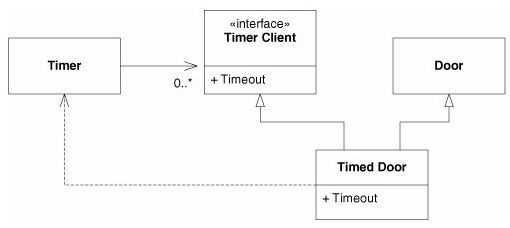 «interface»
Timer Client
Timer
Door
0..*
+ Timeout
Timed Door
+ Timeout